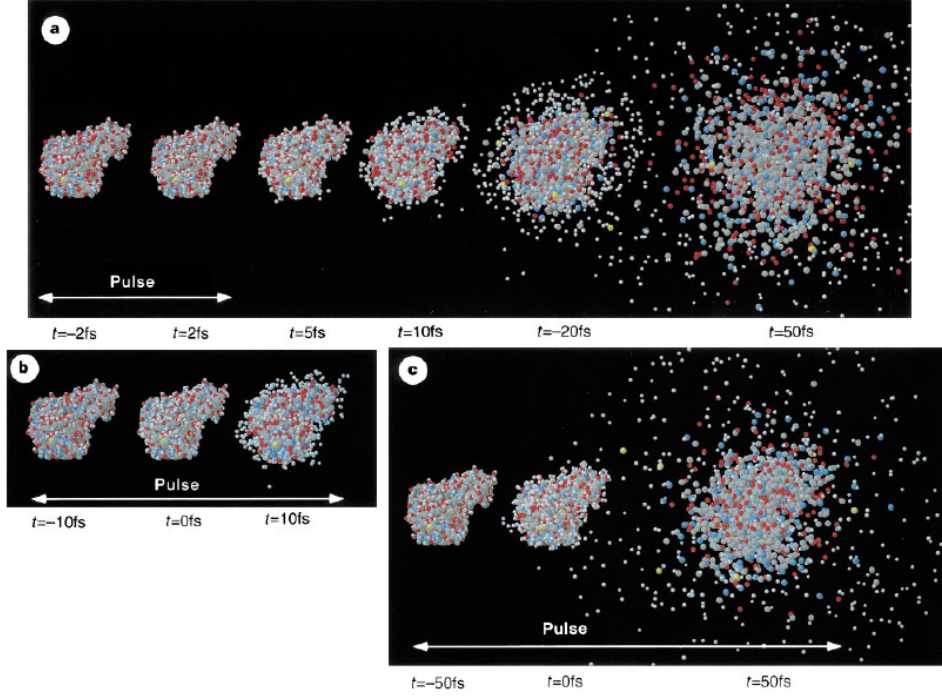 a
Pulse
t=–2fs t=2fs t=5fs t=10fs t=–20fs t=50fs
b
Pulse
t=–10fs t=0fs t=10fs
c
Pulse
t=–50fs t=0fs t=50fs